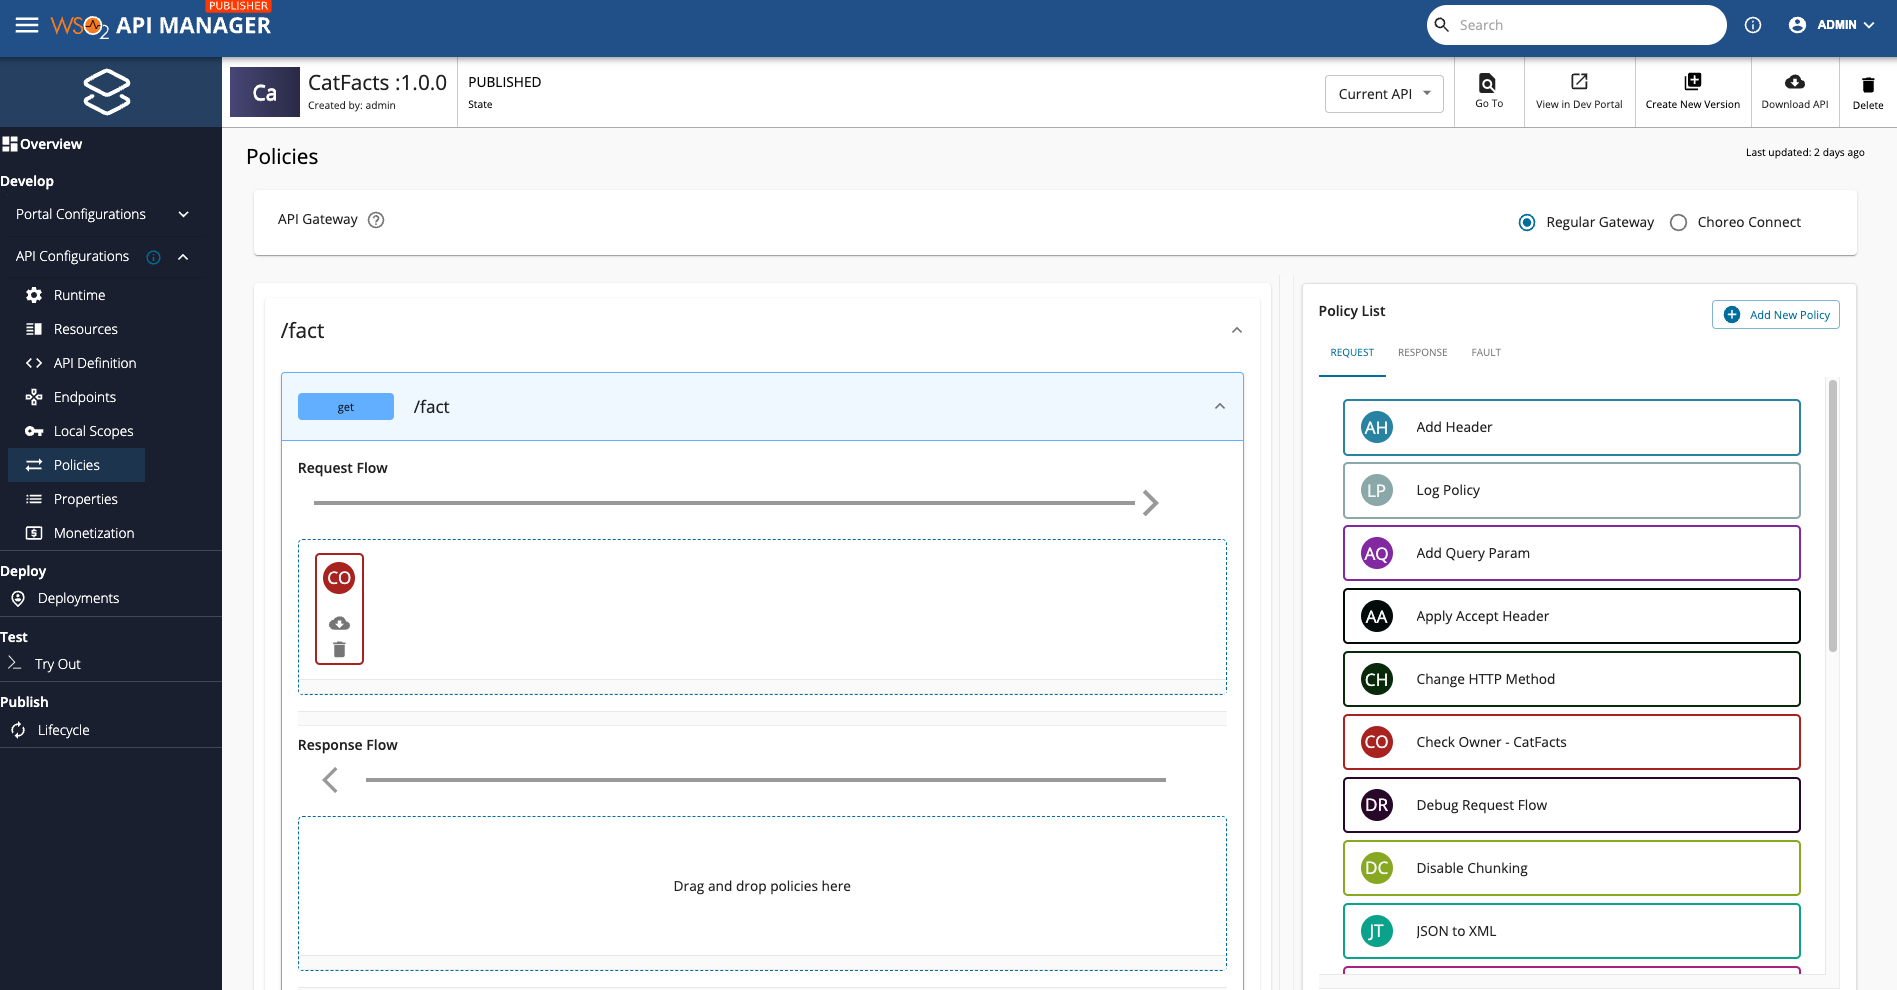 PUBLISHER
WSO2 API MANAGER
Search
ADMIN
Ca
CatFacts :1.0.0
Created by: admin
PUBLISHED
State
Current API
Go To
View in Dev Portal
Create New Version
Download API
Delete
Overview
Develop
Portal Configurations
API Configurations
Runtime
Resources
API Definition
Endpoints
Local Scopes
Policies
Properties
Monetization
Deploy
Deployments
Test
Try Out
Publish
Lifecycle
Policies
Last updated: 2 days ago
API Gateway
Regular Gateway
Choreo Connect
/fact
get
/fact
Request Flow
CO
Response Flow
Drag and drop policies here
Policy List
Add New Policy
REQUEST
RESPONSE
FAULT
AH Add Header
LP Log Policy
AQ Add Query Param
AA Apply Accept Header
CH Change HTTP Method
CO Check Owner - CatFacts
DR Debug Request Flow
DC Disable Chunking
JT JSON to XML